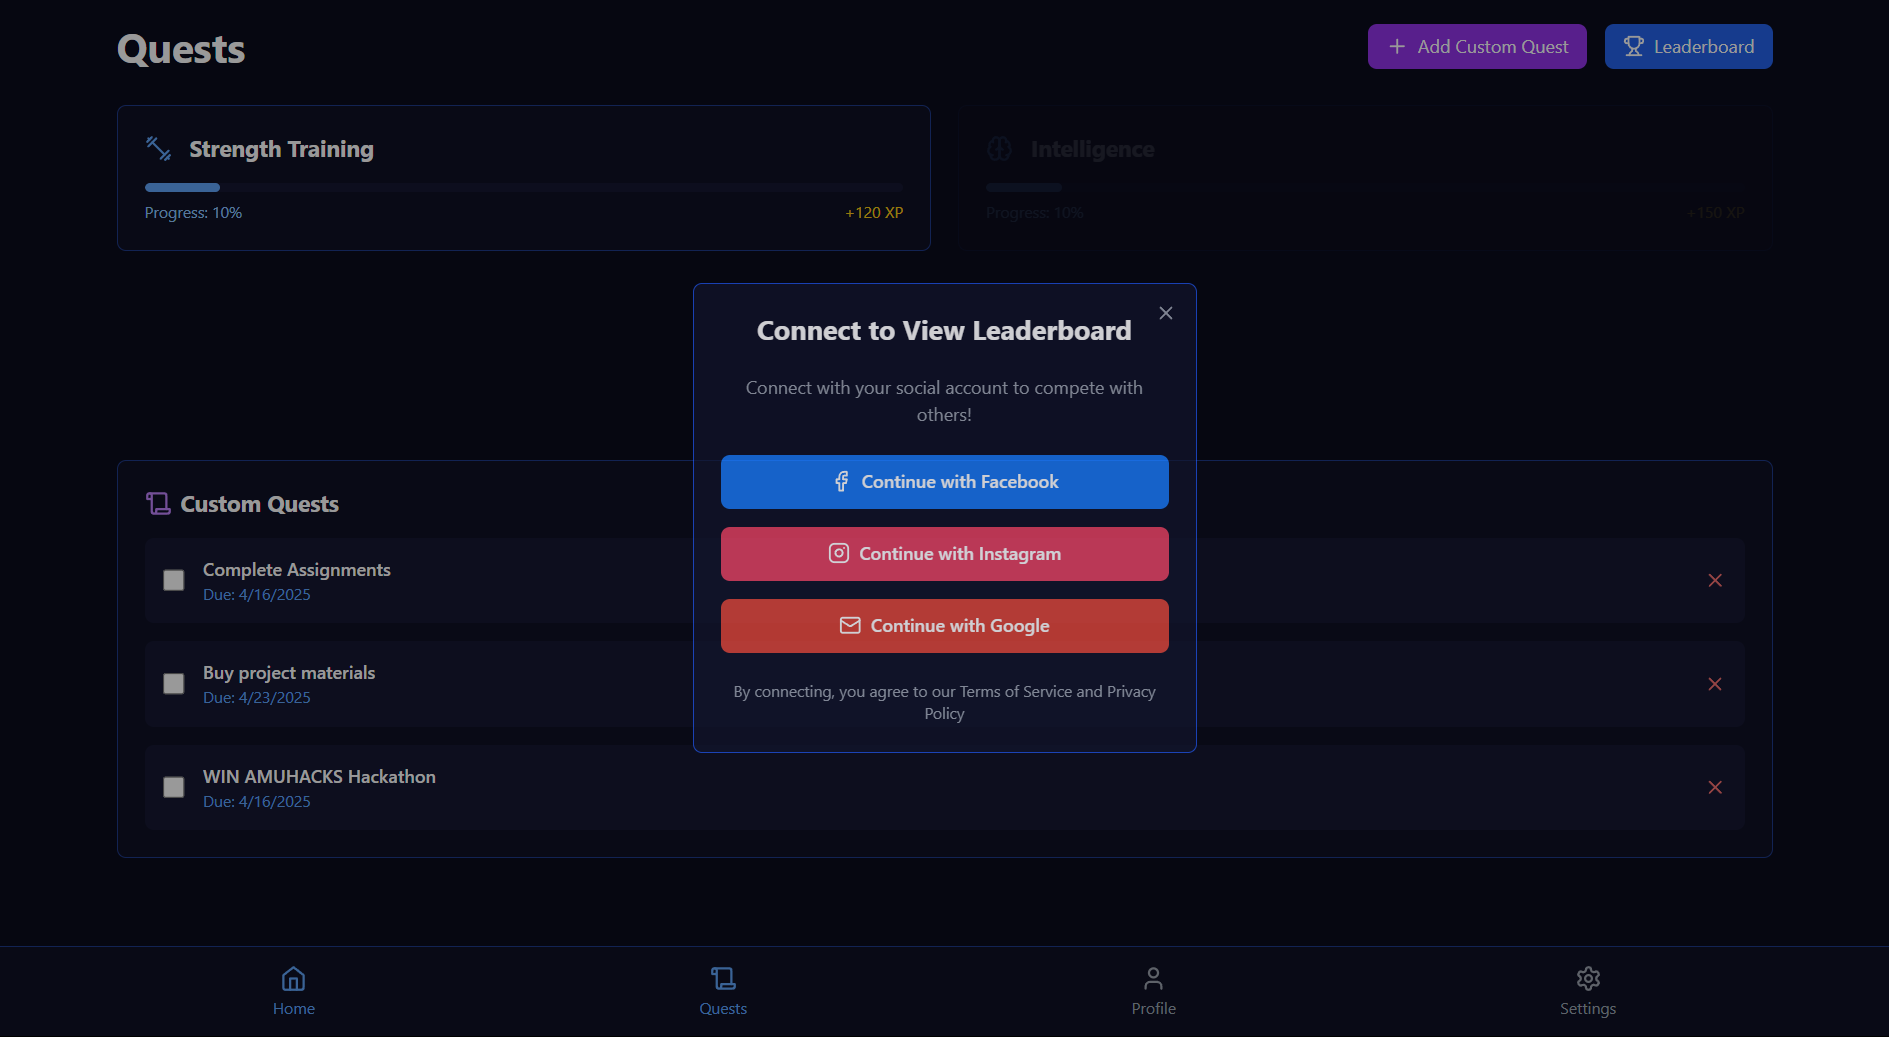 Quests
Add Custom Quest
Leaderboard
Strength Training
Progress: 10%
+120 XP
Intelligence
Progress: 10%
+150 XP
Connect to View Leaderboard
Connect with your social account to compete with
others!
Continue with Facebook
Continue with Instagram
Continue with Google
By connecting, you agree to our Terms of Service and Privacy
Policy
Custom Quests
Complete Assignments
Due: 4/16/2025
Buy project materials
Due: 4/23/2025
WIN AMUHACKS Hackathon
Due: 4/16/2025
Home
Quests
Profile
Settings